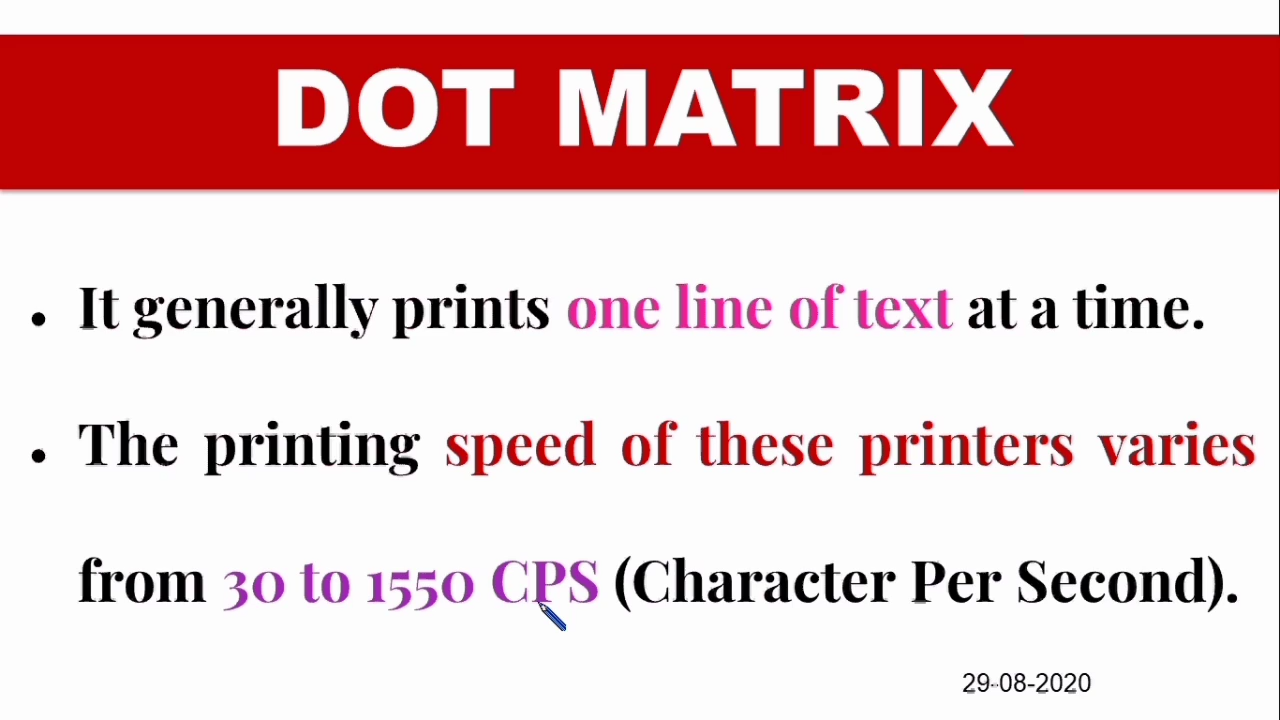 DOT MATRIX
• It generally prints one line of text at a time.
• The printing speed of these printers varies
from 30 to 1550 CPS (Character Per Second).
29-08-2020